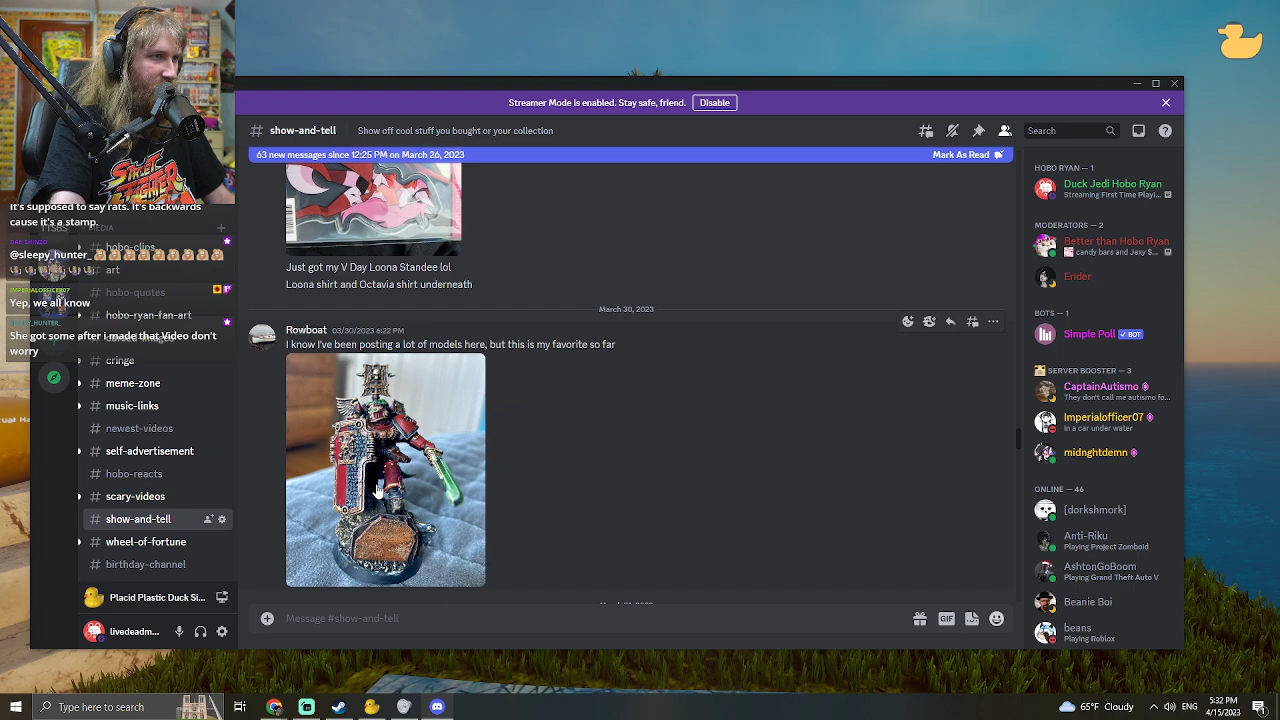 Streamer Mode is enabled. Stay safe, friend.
Disable
# show-and-tell
Show off cool stuff you bought or your collection
Search
63 new messages since 12:25 PM on March 26, 2023
Mark As Read
STREET
FIGHTER
It's supposed to say rats. It's backwards
cause it's a stamp.
YTSBS
MEDIA
@sleepy_hunter_
IMPERIALOFFICER07
Yep, we all know
She got some after I made that Video don't
worry
# hobo-clips
# art
# hobo-quotes
# hobo-ryan-fan-art
# cringe
# meme-zone
# music-links
# newest-videos
# self-advertisement
# hobo-reacts
# scary-videos
# show-and-tell
# wheel-of-fortune
# birthday-channel
Placid Plastic Duck Si...
livedeadm...
Just got my V Day Loona Standee lol
Loona shirt and Octavia shirt underneath
March 30, 2023
Rowboat 03/30/2023 6:22 PM
I know I've been posting a lot of models here, but this is my favorite so far
Message #show-and-tell
GIF
HOBO RYAN — 1
Duck Jedi Hobo Ryan
Streaming First Time Playi...
MODERATORS — 2
Better than Hobo Ryan
candy bars and Jexy $...
Ender
BOTS — 1
Simple Poll BOT
SERVER BOOSTER — 3
CaptainAutismo
They don't call me autismo fo...
Imperialofficer07
In a car under water
midnghtdemn
ONLINE — 46
[dorkshmork]
Anti-Riku
Playing Project Zomboid
AshtonGoBoom
Playing Grand Theft Auto V
Beanie Boi
beans
Playing Roblox
Type here to search
65°F Cloudy
ENG
5:32 PM
4/15/2023